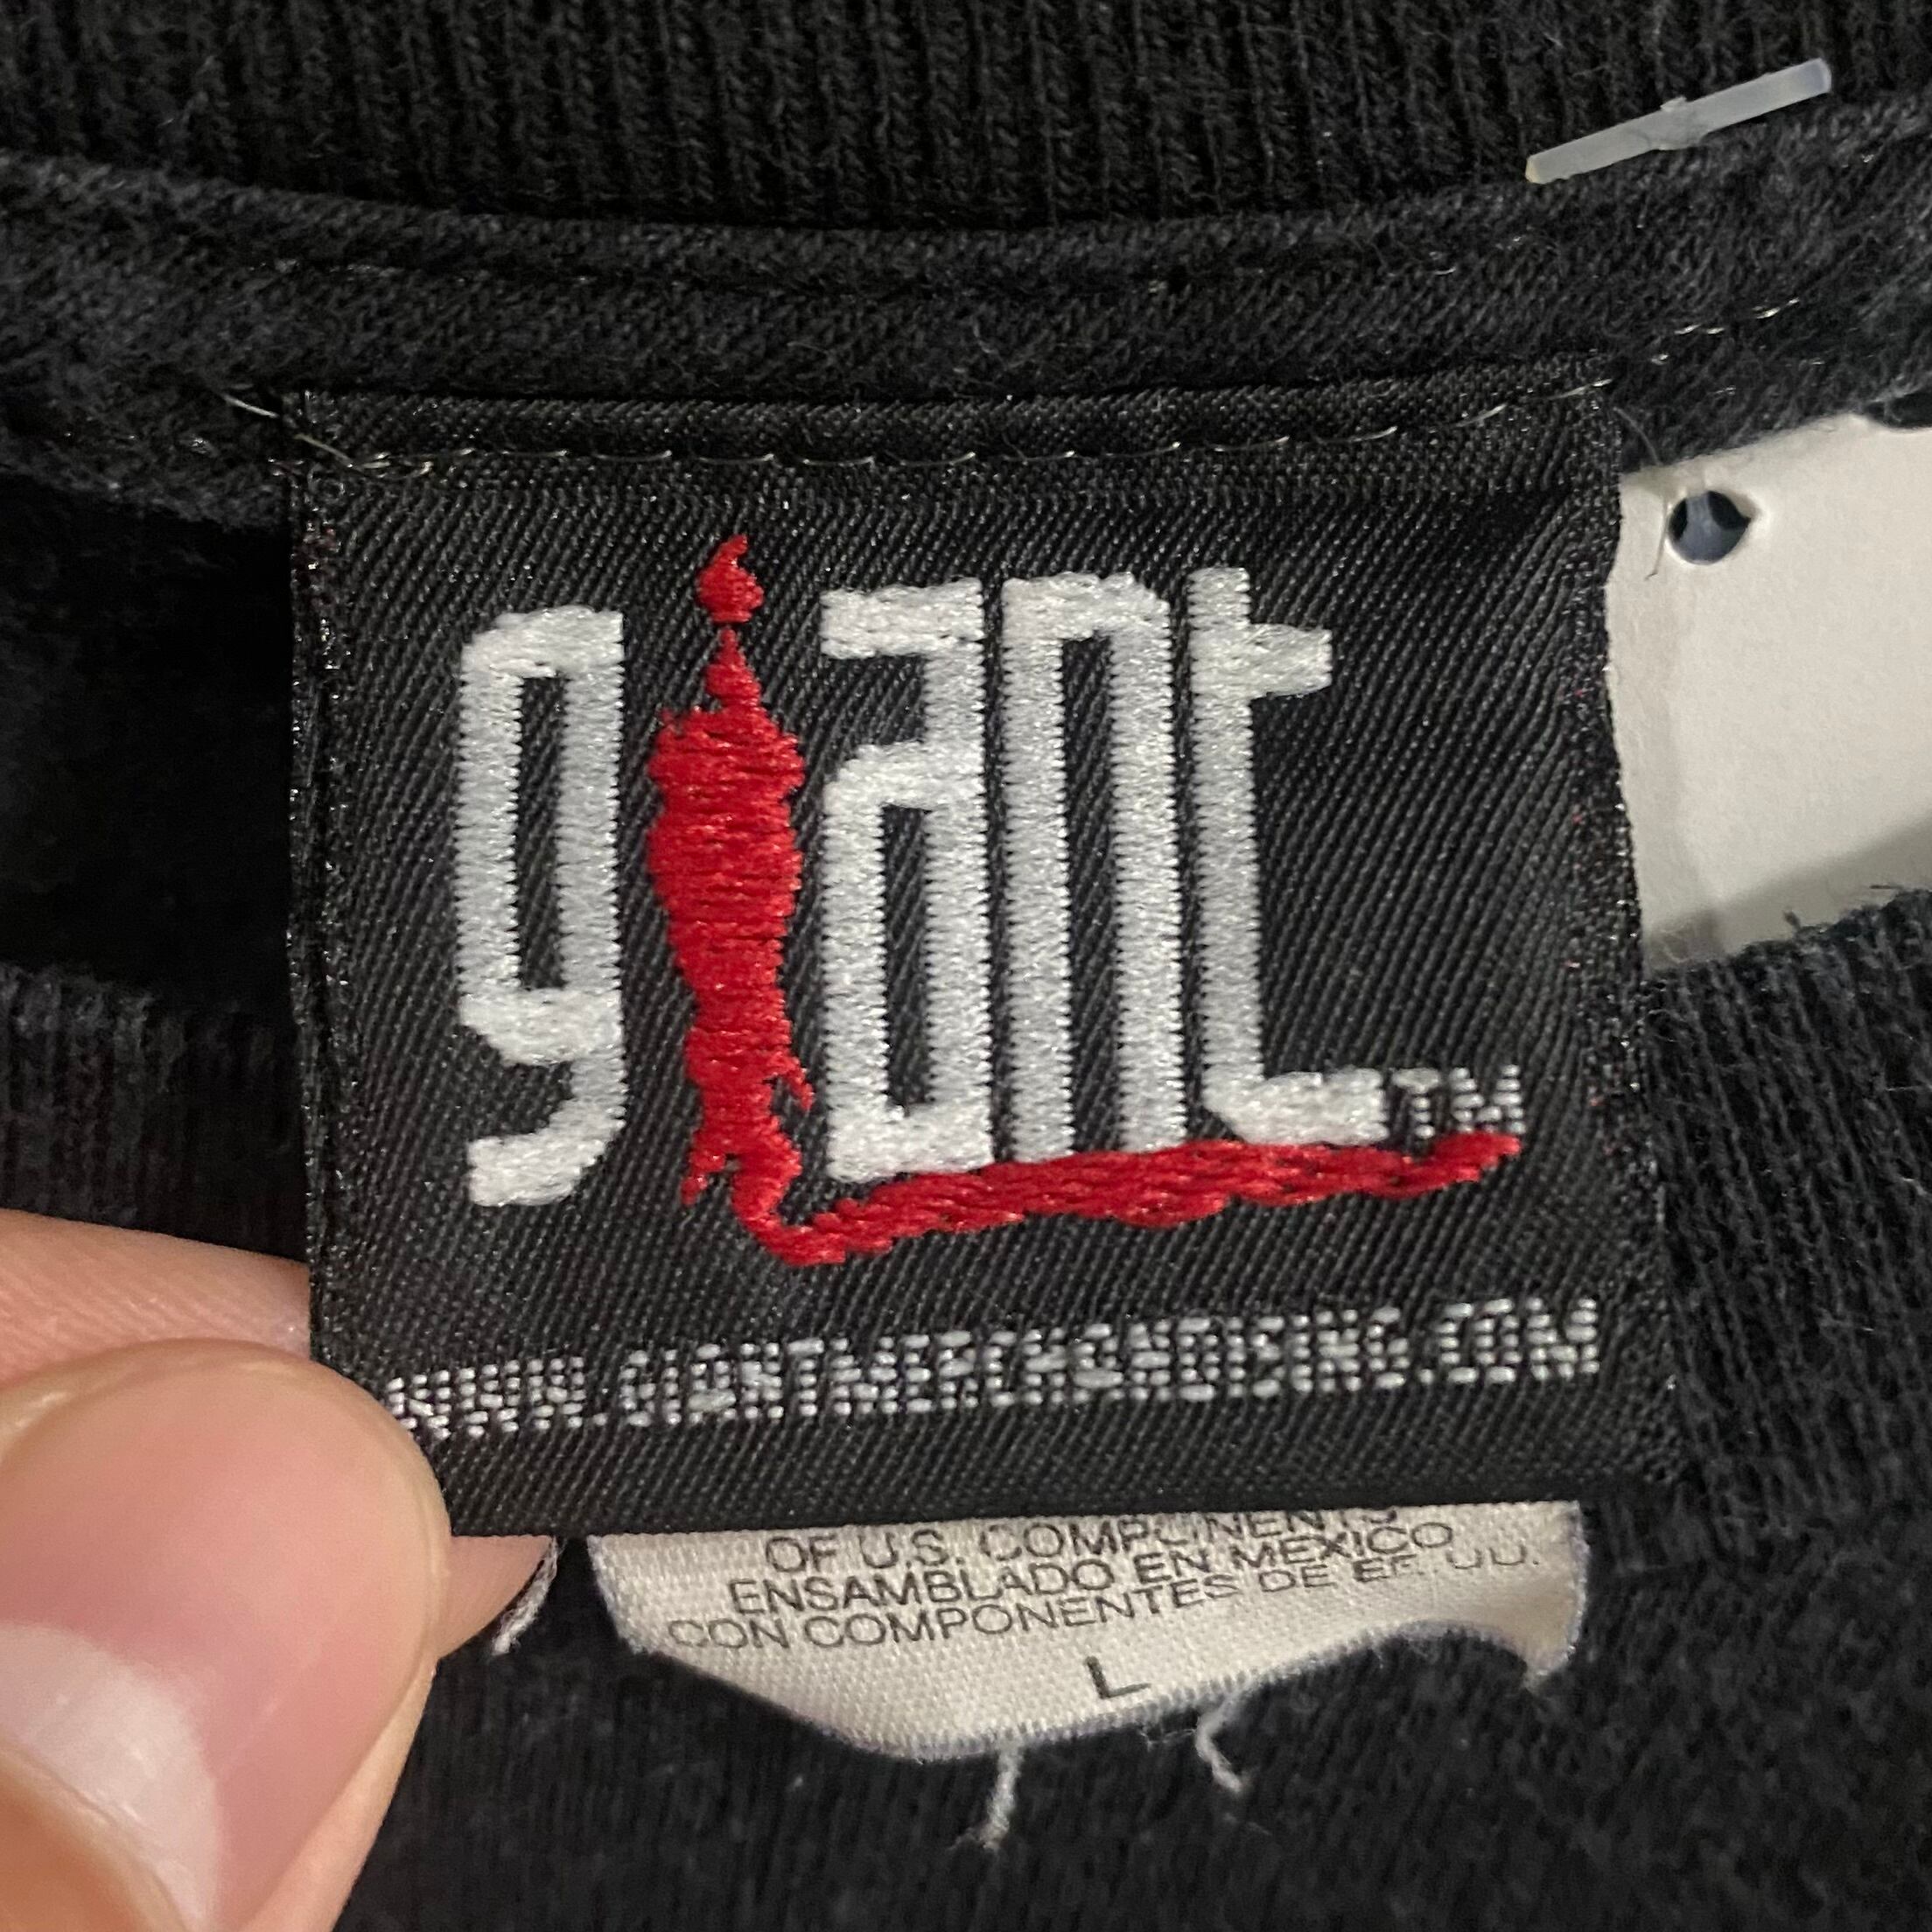 giant TM
WWW.GIANTMERCHANDISING.COM
OF U.S. COMPONENTS
ENSAMBLADO EN MEXICO
CON COMPONENTES DE EE. UU.
L